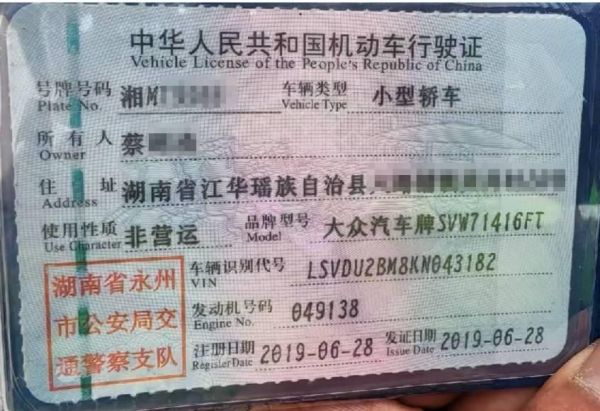 中华人民共和国机动车行驶证
Vehicle License of the People's Republic of China
号牌号码 湘M 车辆类型 小型轿车
Plate No. Vehicle Type
所有人 蔡
Owner
住址 湖南省江华瑶族自治县
Address
使用性质 非营运 品牌型号 大众汽车牌SVW71416FT
Use Character Model
湖南省永州
市公安局交
通警察支队
车辆识别代号 LSVDU2BM8KN043182
VIN
发动机号码 049138
Engine No.
注册日期 2019-06-28 发证日期 2019-06-28
Register Date Issue Date